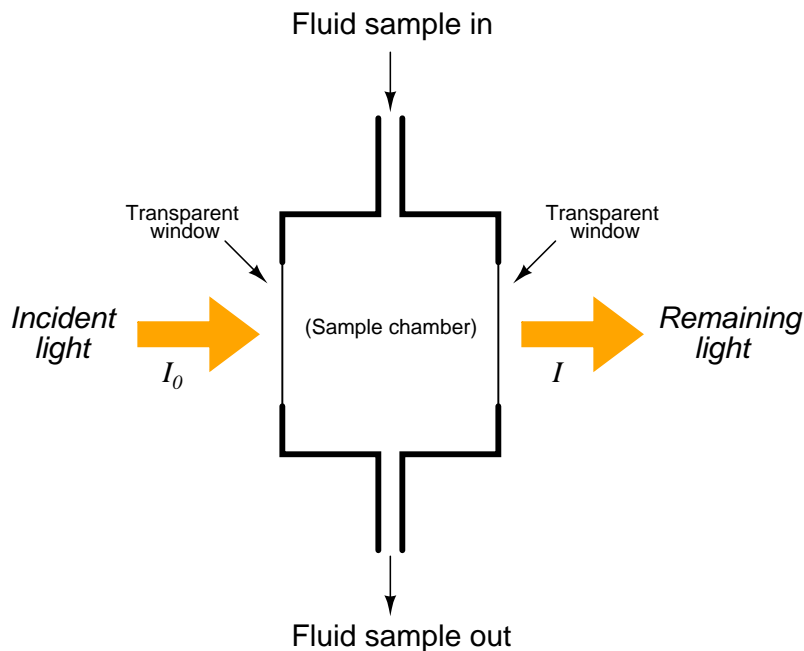 Fluid sample in
Transparent
window
Transparent
window
Incident
light
I0
(Sample chamber)
Remaining
light
I
Fluid sample out